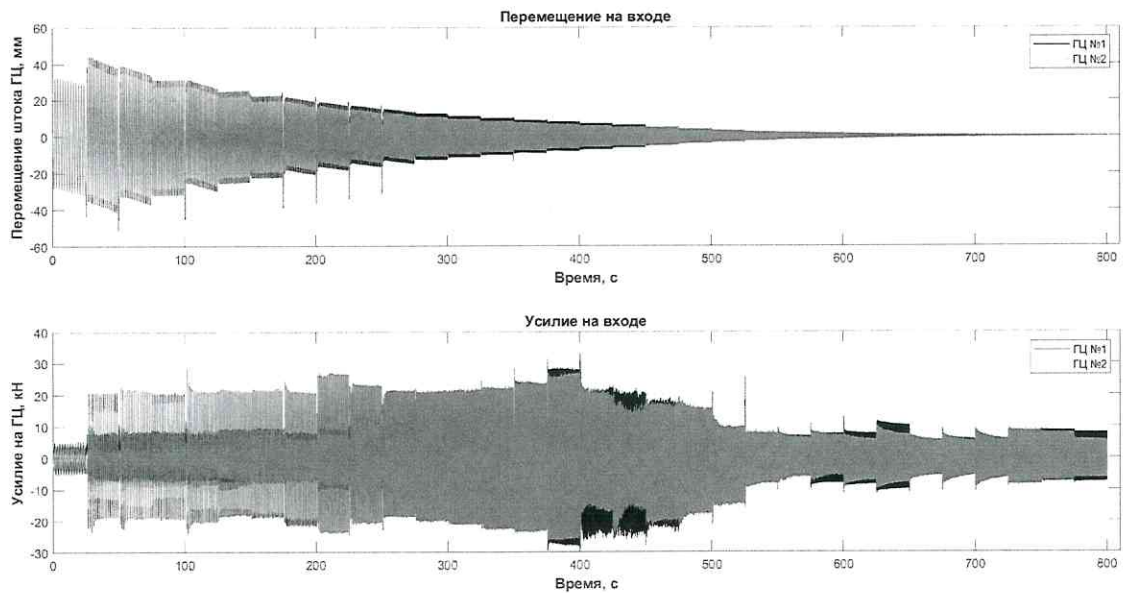 Перемещение на входе
Перемещение штока ГЦ, мм
60
40
20
0
-20
-40
-60
ГЦ №1
ГЦ №2
0 100 200 300 400 500 600 700 800
Время, с
Усилие на входе
Усилие на ГЦ, кН
40
30
20
10
0
-10
-20
-30
ГЦ №1
ГЦ №2
0 100 200 300 400 500 600 700 800
Время, с